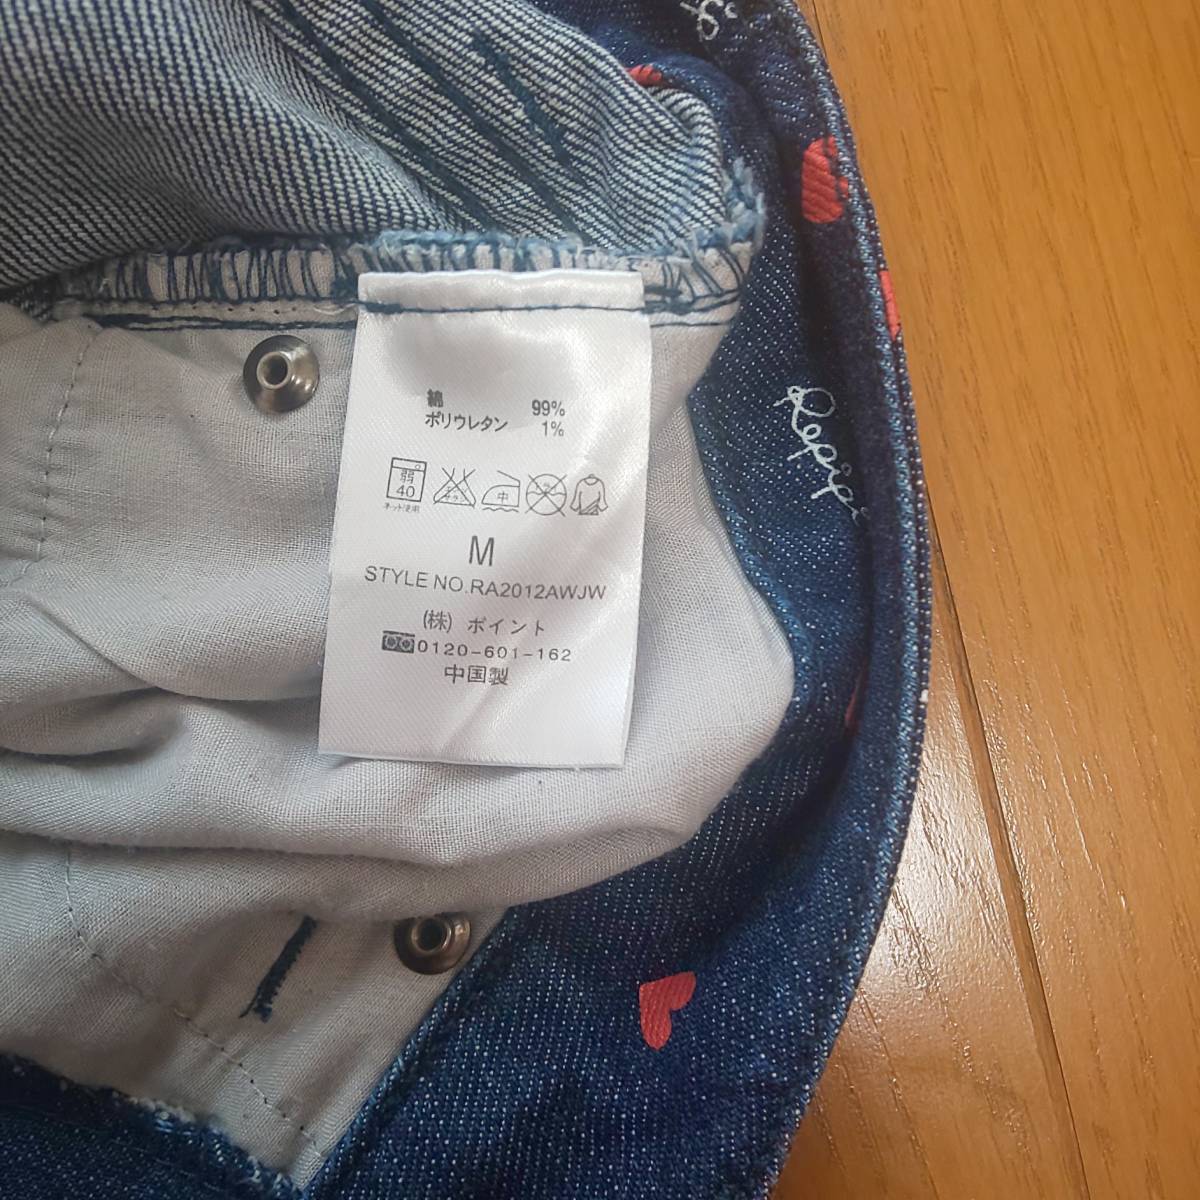 綿 99%
ポリウレタン 1%
弱
40
ネット使用
中
M
STYLE NO.RA2012AWJW
(株) ポイント
0120-601-162
中国製
Repipi